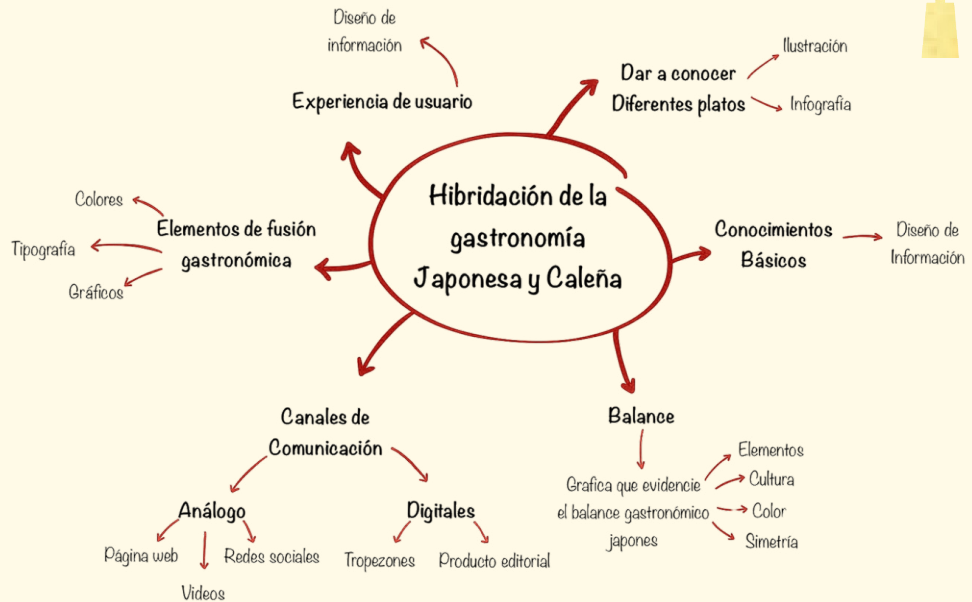 Diseño de
información
Experiencia de usuario
Dar a conocer
Diferentes platos
Ilustración
Infografía
Hibridación de la
gastronomía
Japonesa y Caleña
Colores
Tipografía
Gráficos
Elementos de fusión
gastronómica
Conocimientos
Básicos
Diseño de
Información
Canales de
Comunicación
Análogo
Página web
Videos
Redes sociales
Digitales
Tropezones
Producto editorial
Balance
Grafica que evidencie
el balance gastronómico
japones
Elementos
Cultura
Color
Simetría